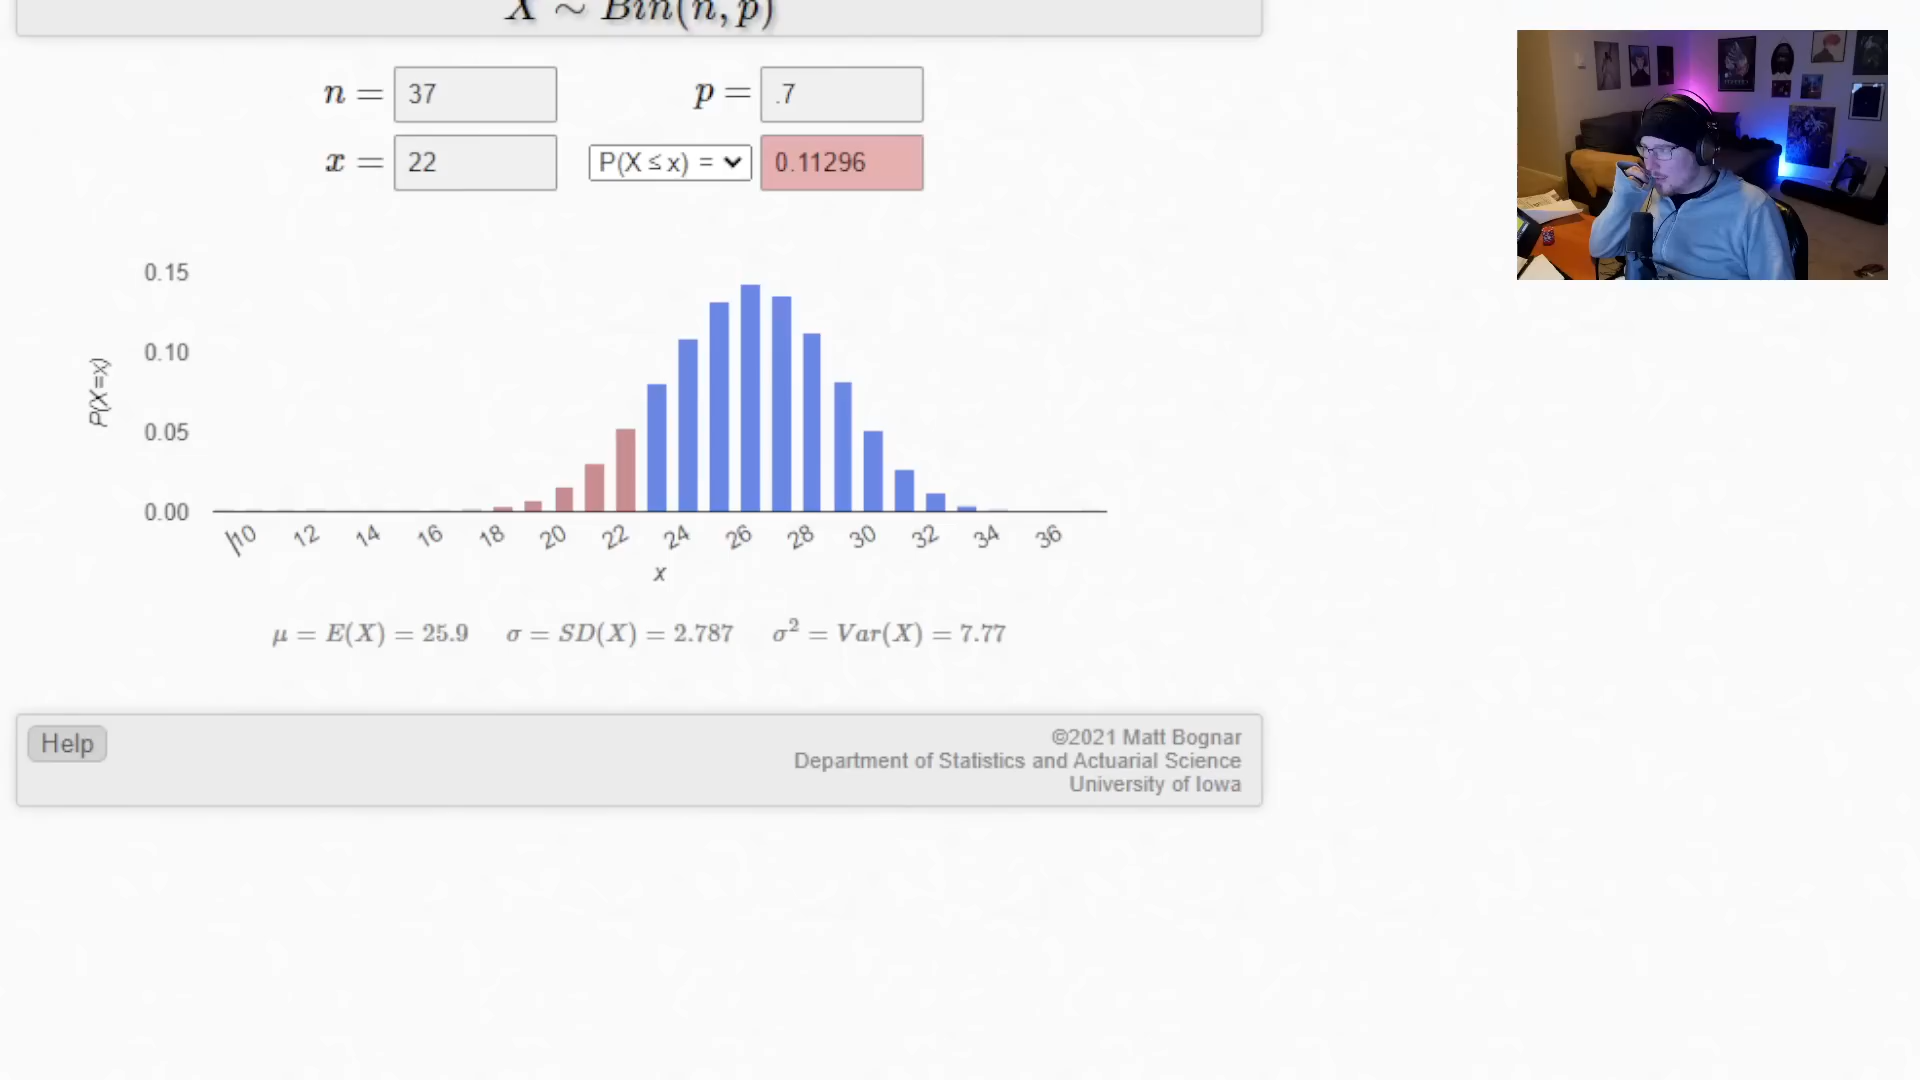 X ∼ Bin(n, p)
n = 37 p = .7
x = 22 P(X ≤ x) = 0.11296
0.15
0.10
0.05
0.00
P(X=x)
10 12 14 16 18 20 22 24 26 28 30 32 34 36
x
μ = E(X) = 25.9 σ = SD(X) = 2.787 σ² = Var(X) = 7.77
Help
©2021 Matt Bognar
Department of Statistics and Actuarial Science
University of Iowa